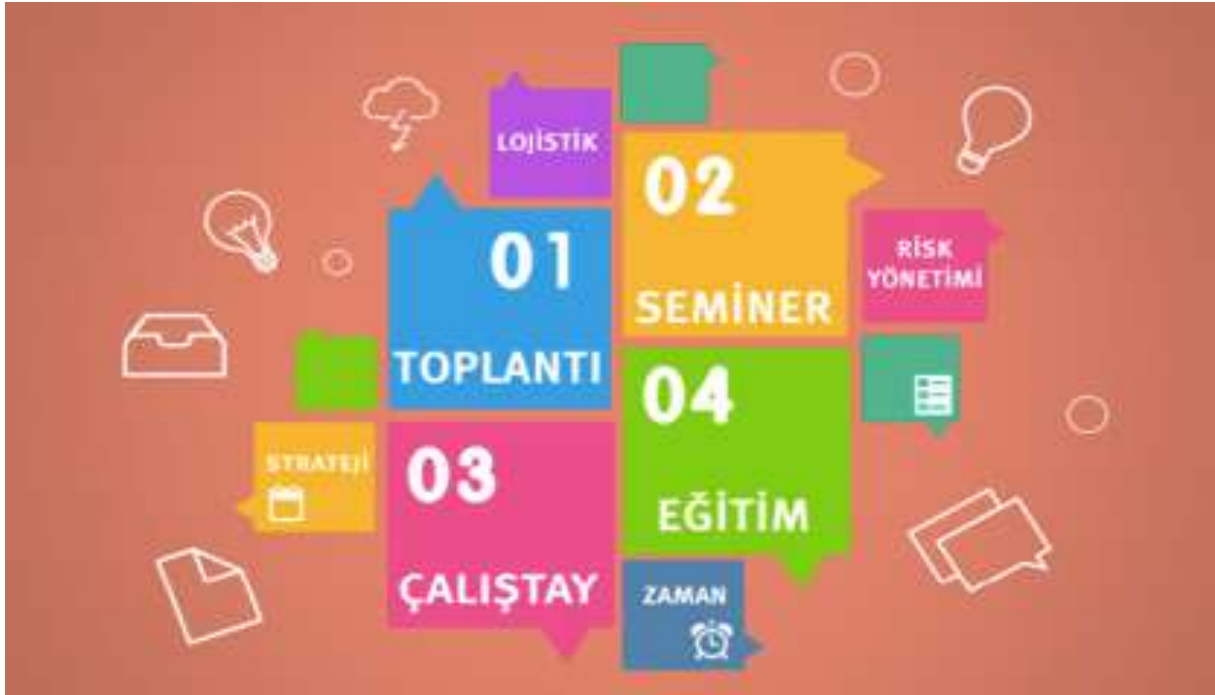 LOJİSTİK
01
TOPLANTI
02
SEMİNER
RİSK
YÖNETİMİ
STRATEJİ
03
ÇALIŞTAY
04
EĞİTİM
ZAMAN